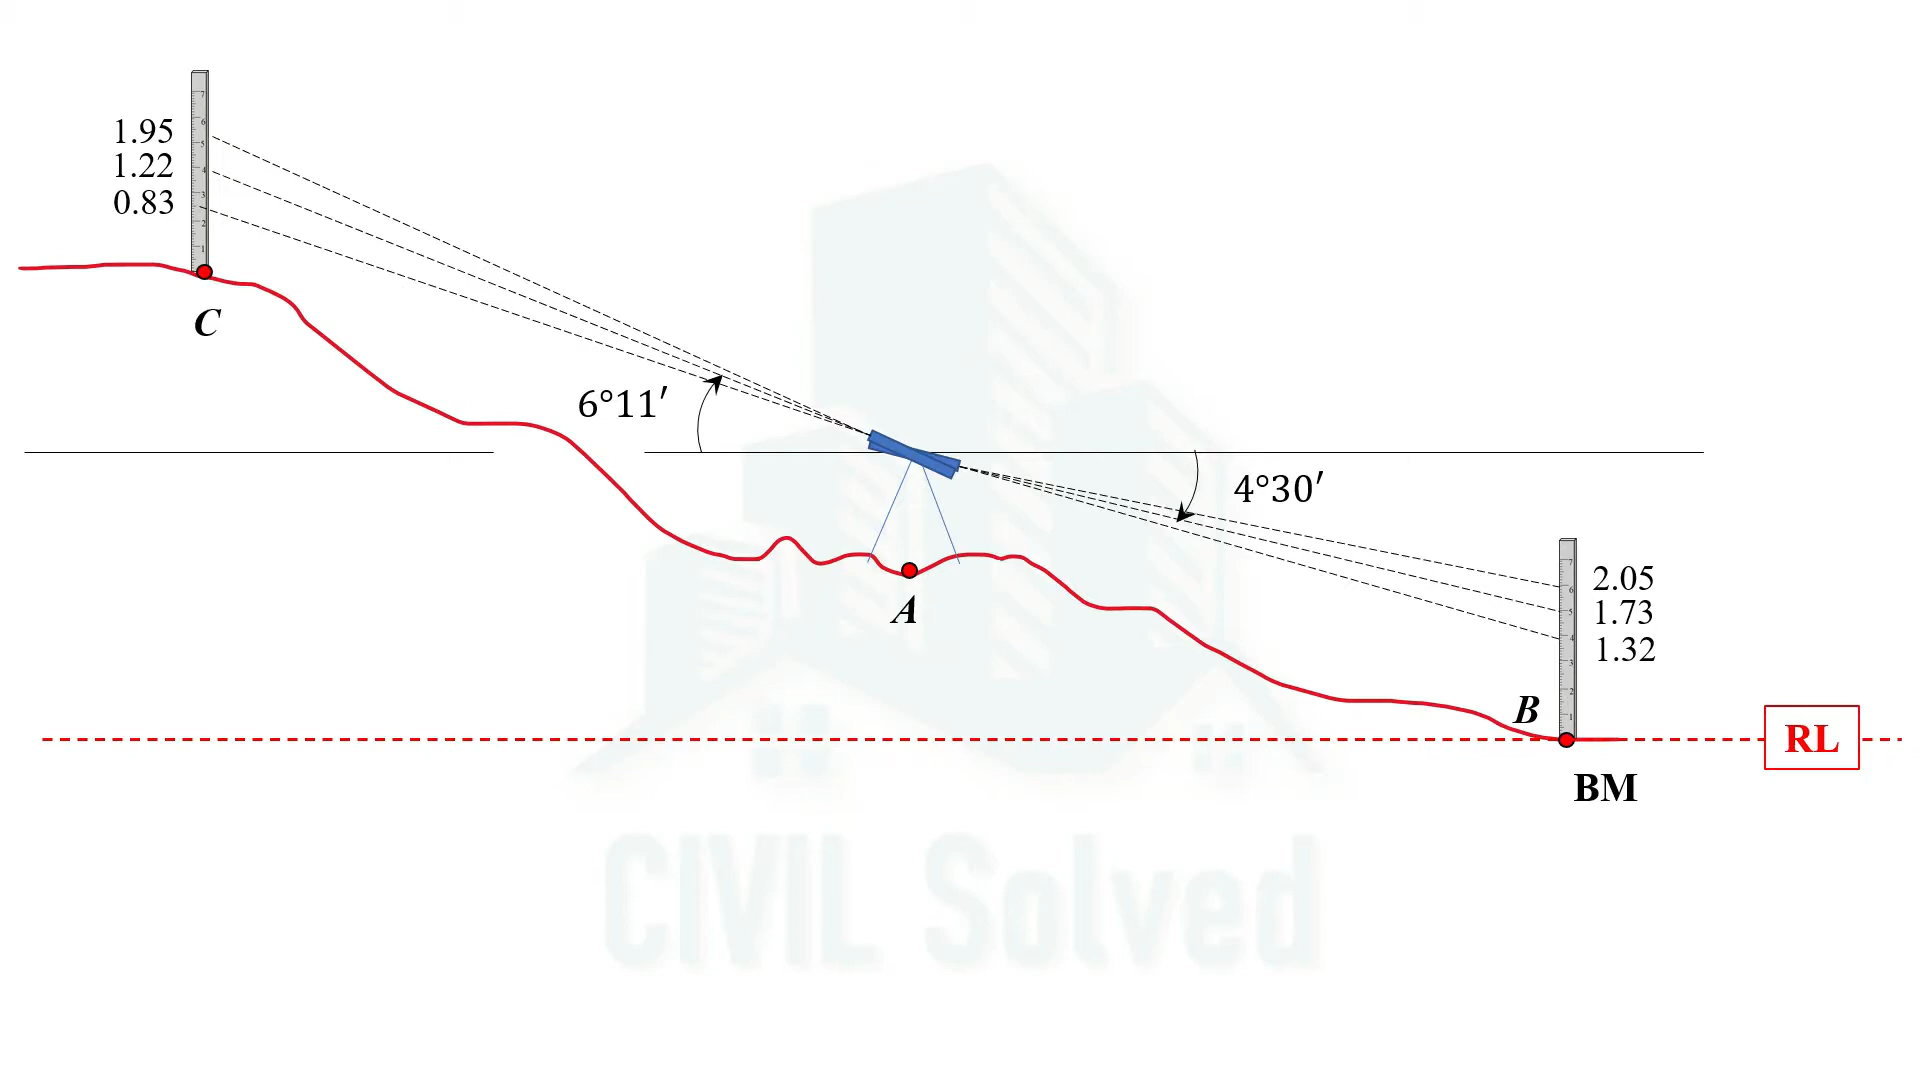 1.95
1.22
0.83
C
6°11′
4°30′
A
2.05
1.73
1.32
B
RL
BM
CIVIL Solved